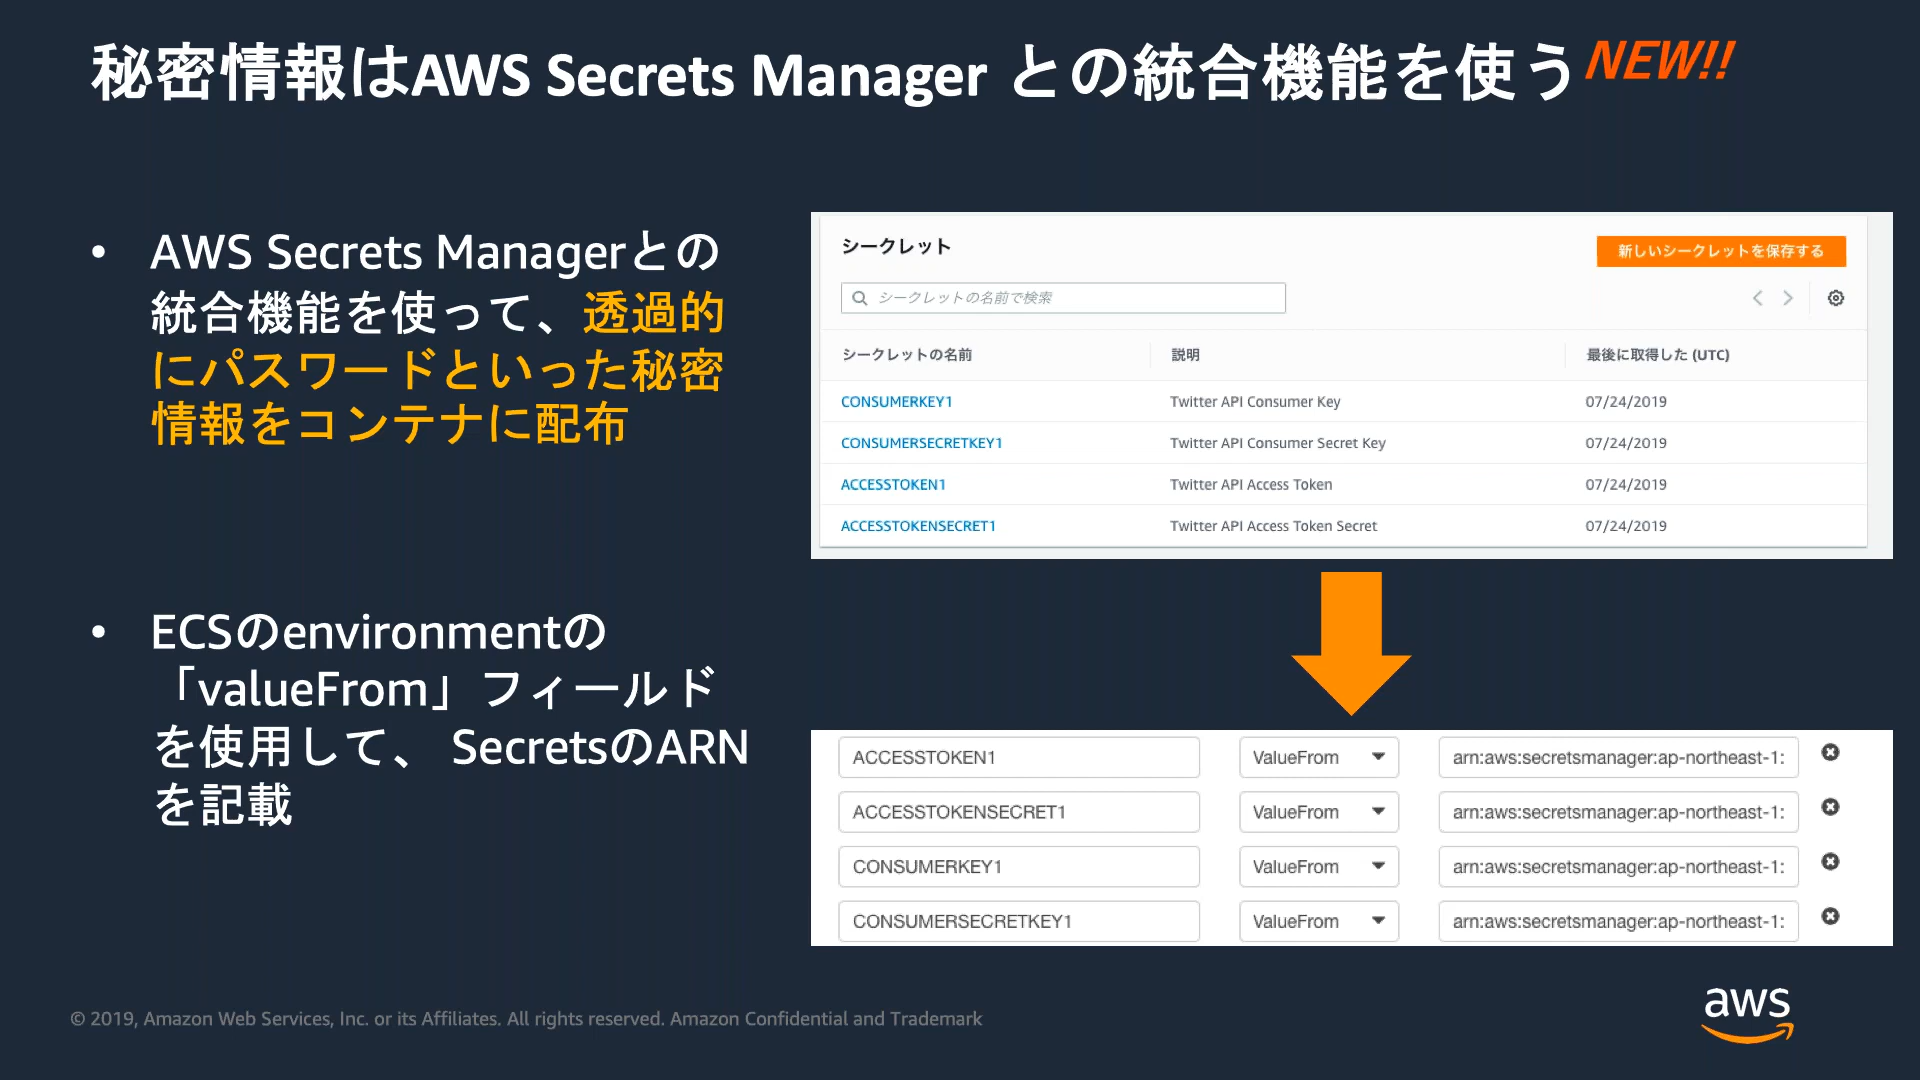 秘密情報はAWS Secrets Manager との統合機能を使う NEW!!
• AWS Secrets Managerとの
統合機能を使って、透過的
にパスワードといった秘密
情報をコンテナに配布
• ECSのenvironmentの
「valueFrom」フィールド
を使用して、 SecretsのARN
を記載
シークレット
新しいシークレットを保存する
シークレットの名前で検索
シークレットの名前 説明 最後に取得した (UTC)
CONSUMERKEY1 Twitter API Consumer Key 07/24/2019
CONSUMERSECRETKEY1 Twitter API Consumer Secret Key 07/24/2019
ACCESSTOKEN1 Twitter API Access Token 07/24/2019
ACCESSTOKENSECRET1 Twitter API Access Token Secret 07/24/2019
ACCESSTOKEN1 ValueFrom arn:aws:secretsmanager:ap-northeast-1:
ACCESSTOKENSECRET1 ValueFrom arn:aws:secretsmanager:ap-northeast-1:
CONSUMERKEY1 ValueFrom arn:aws:secretsmanager:ap-northeast-1:
CONSUMERSECRETKEY1 ValueFrom arn:aws:secretsmanager:ap-northeast-1:
© 2019, Amazon Web Services, Inc. or its Affiliates. All rights reserved. Amazon Confidential and Trademark
aws